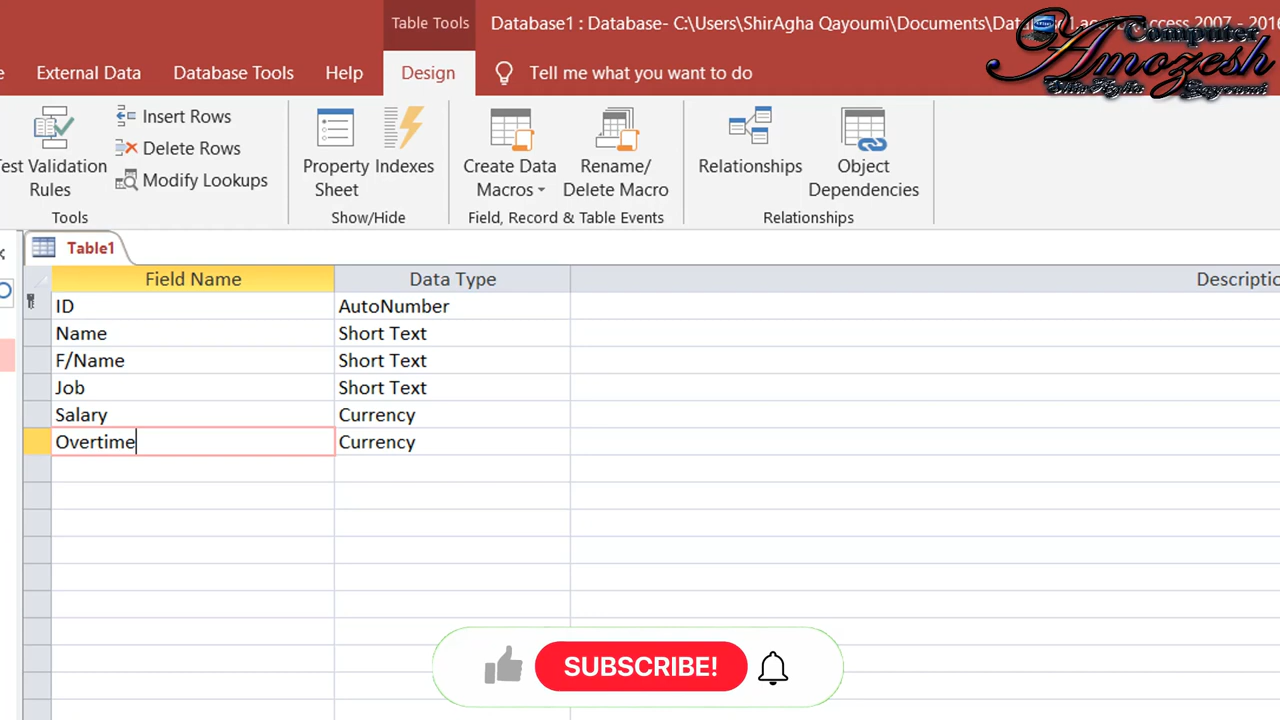 Table Tools
Database1 : Database- C:\Users\ShirAgha Qayoumi\Documents\
Computer
Amozesh
Qayoumi
External Data
Database Tools
Help
Design
Tell me what you want to do
Test Validation
Rules
Insert Rows
Delete Rows
Modify Lookups
Property
Sheet
Indexes
Create Data
Macros
Rename/
Delete Macro
Relationships
Object
Dependencies
Tools
Show/Hide
Field, Record & Table Events
Relationships
Table1
Field Name
Data Type
Descriptio
ID
AutoNumber
Name
Short Text
F/Name
Short Text
Job
Short Text
Salary
Currency
Overtime
Currency
SUBSCRIBE!